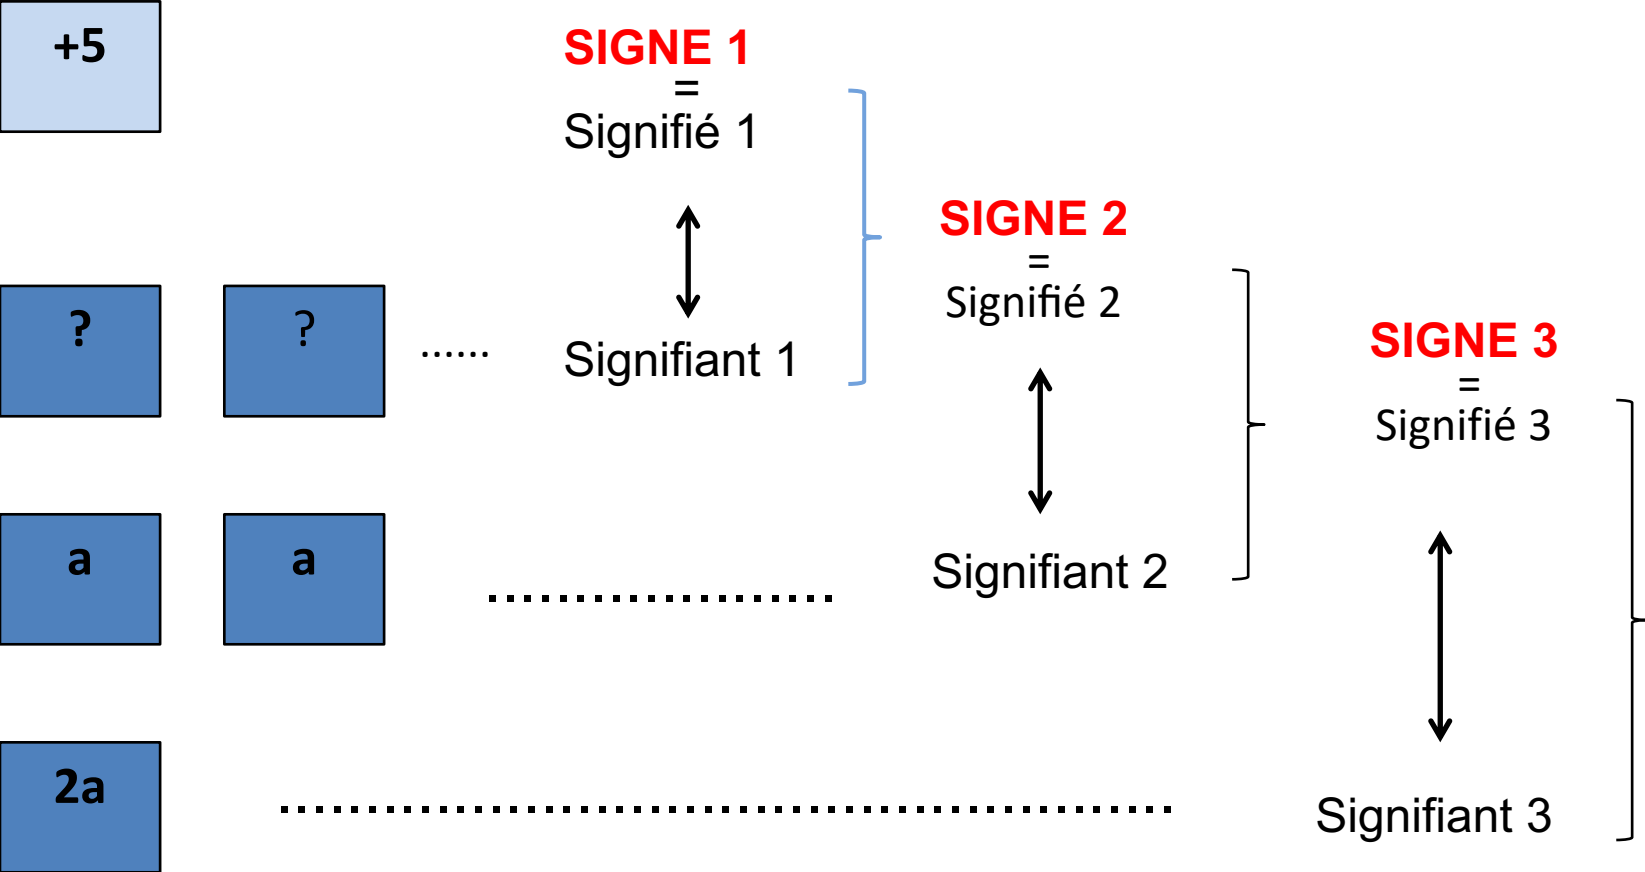 +5
SIGNE 1
=
Signifié 1
SIGNE 2
=
Signifié 2
? ? ...... Signifiant 1
SIGNE 3
=
Signifié 3
a a Signifiant 2
2a Signifiant 3